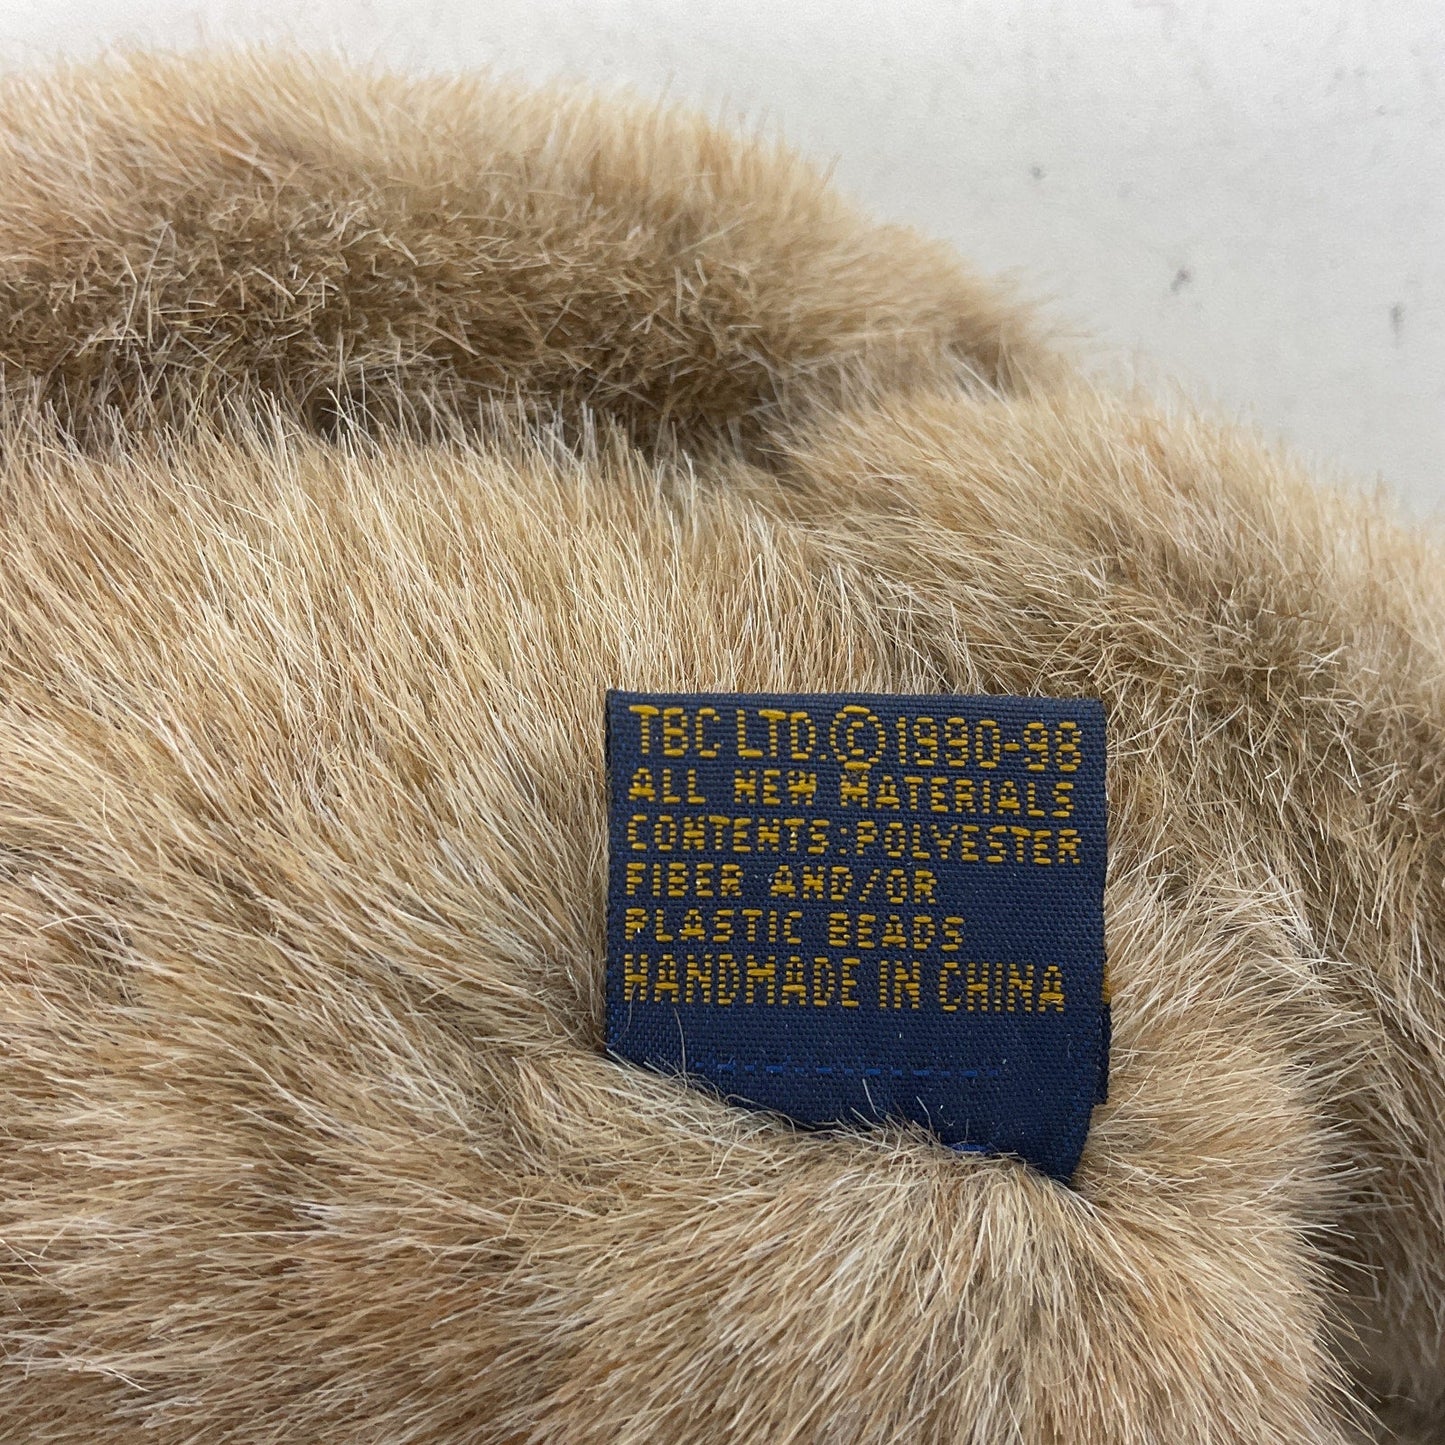 TBC LTD. © 1990-98
ALL NEW MATERIALS
CONTENTS: POLYESTER
FIBER AND/OR
PLASTIC BEADS
HANDMADE IN CHINA